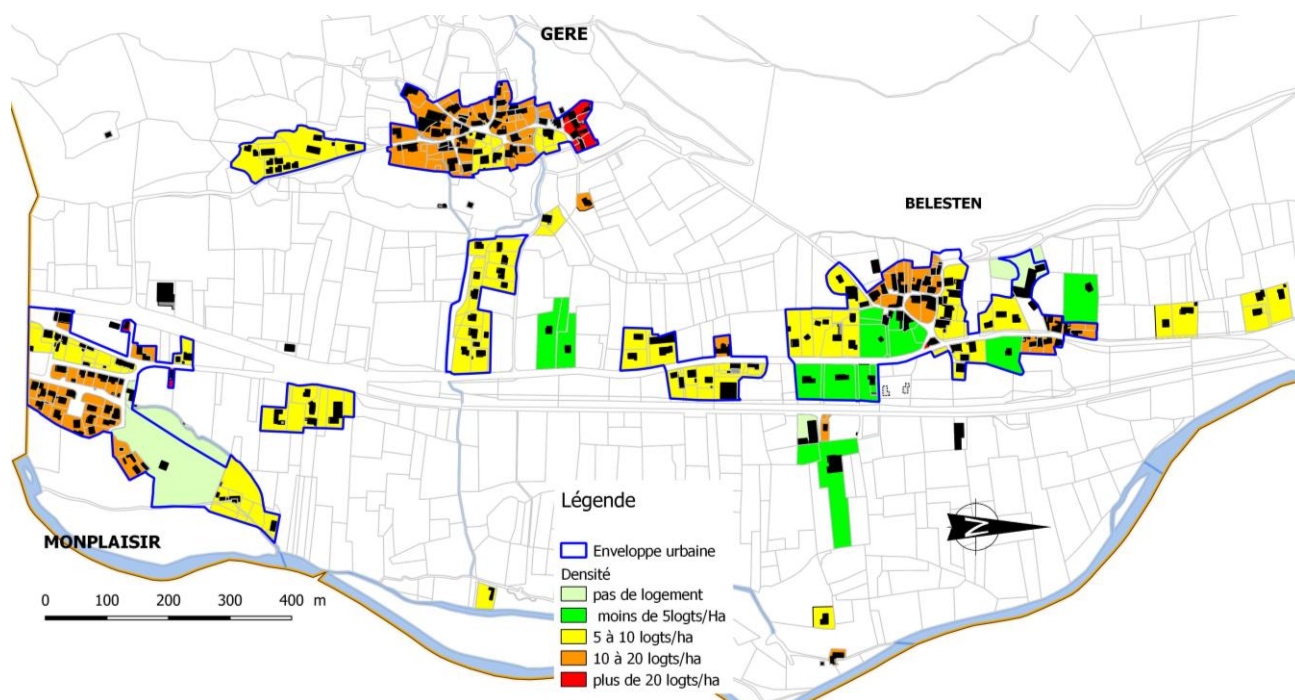 GERE
BELESTEN
MONPLAISIR
0 100 200 300 400 m
Légende
Enveloppe urbaine
Densité
pas de logement
moins de 5logts/Ha
5 à 10 logts/ha
10 à 20 logts/ha
plus de 20 logts/ha
N